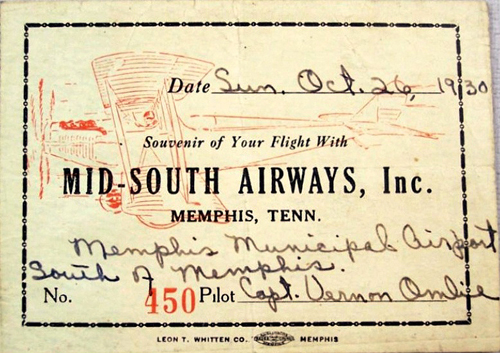 Date Sun. Oct. 26, 1930
Souvenir of Your Flight With
MID-SOUTH AIRWAYS, Inc.
MEMPHIS, TENN.
Memphis Municipal Airport
South of Memphis.
No. 450 Pilot Capt. Vernon Omlie
LEON T. WHITTEN CO. MEMPHIS